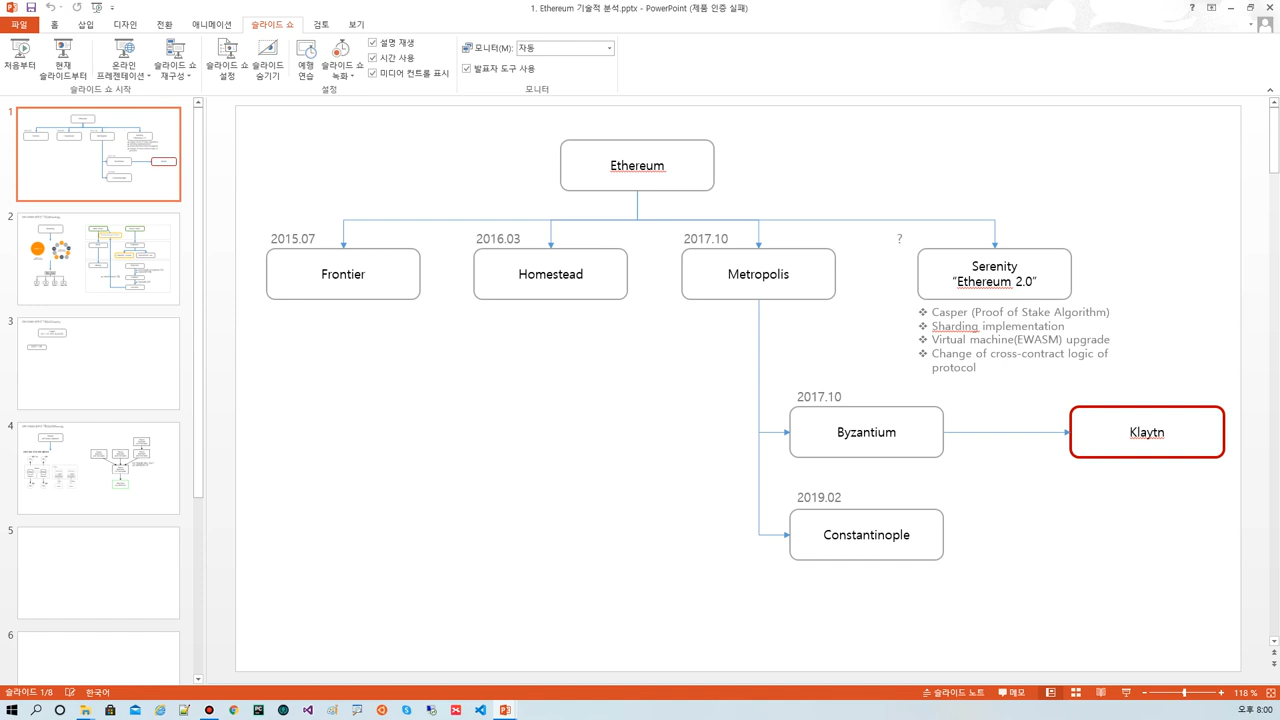 1. Ethereum 기술적 분석.pptx - PowerPoint (제품 인증 실패)
파일 홈 삽입 디자인 전환 애니메이션 슬라이드 쇼 검토 보기
처음부터
현재
슬라이드부터
온라인
프레젠테이션
슬라이드 쇼
재구성
슬라이드 쇼
설정
슬라이드
숨기기
예행
연습
슬라이드 쇼
녹화
설명 재생
시간 사용
미디어 컨트롤 표시
모니터(M): 자동
발표자 도구 사용
슬라이드 쇼 시작
설정
모니터
1
2
3
4
5
6
Ethereum
2015.07
2016.03
2017.10
?
Frontier
Homestead
Metropolis
Serenity
“Ethereum 2.0”
Casper (Proof of Stake Algorithm)
Sharding implementation
Virtual machine(EWASM) upgrade
Change of cross-contract logic of
protocol
2017.10
Byzantium
Klaytn
2019.02
Constantinople
슬라이드 1/8 한국어 슬라이드 노트 메모 118 %
오후 8:00